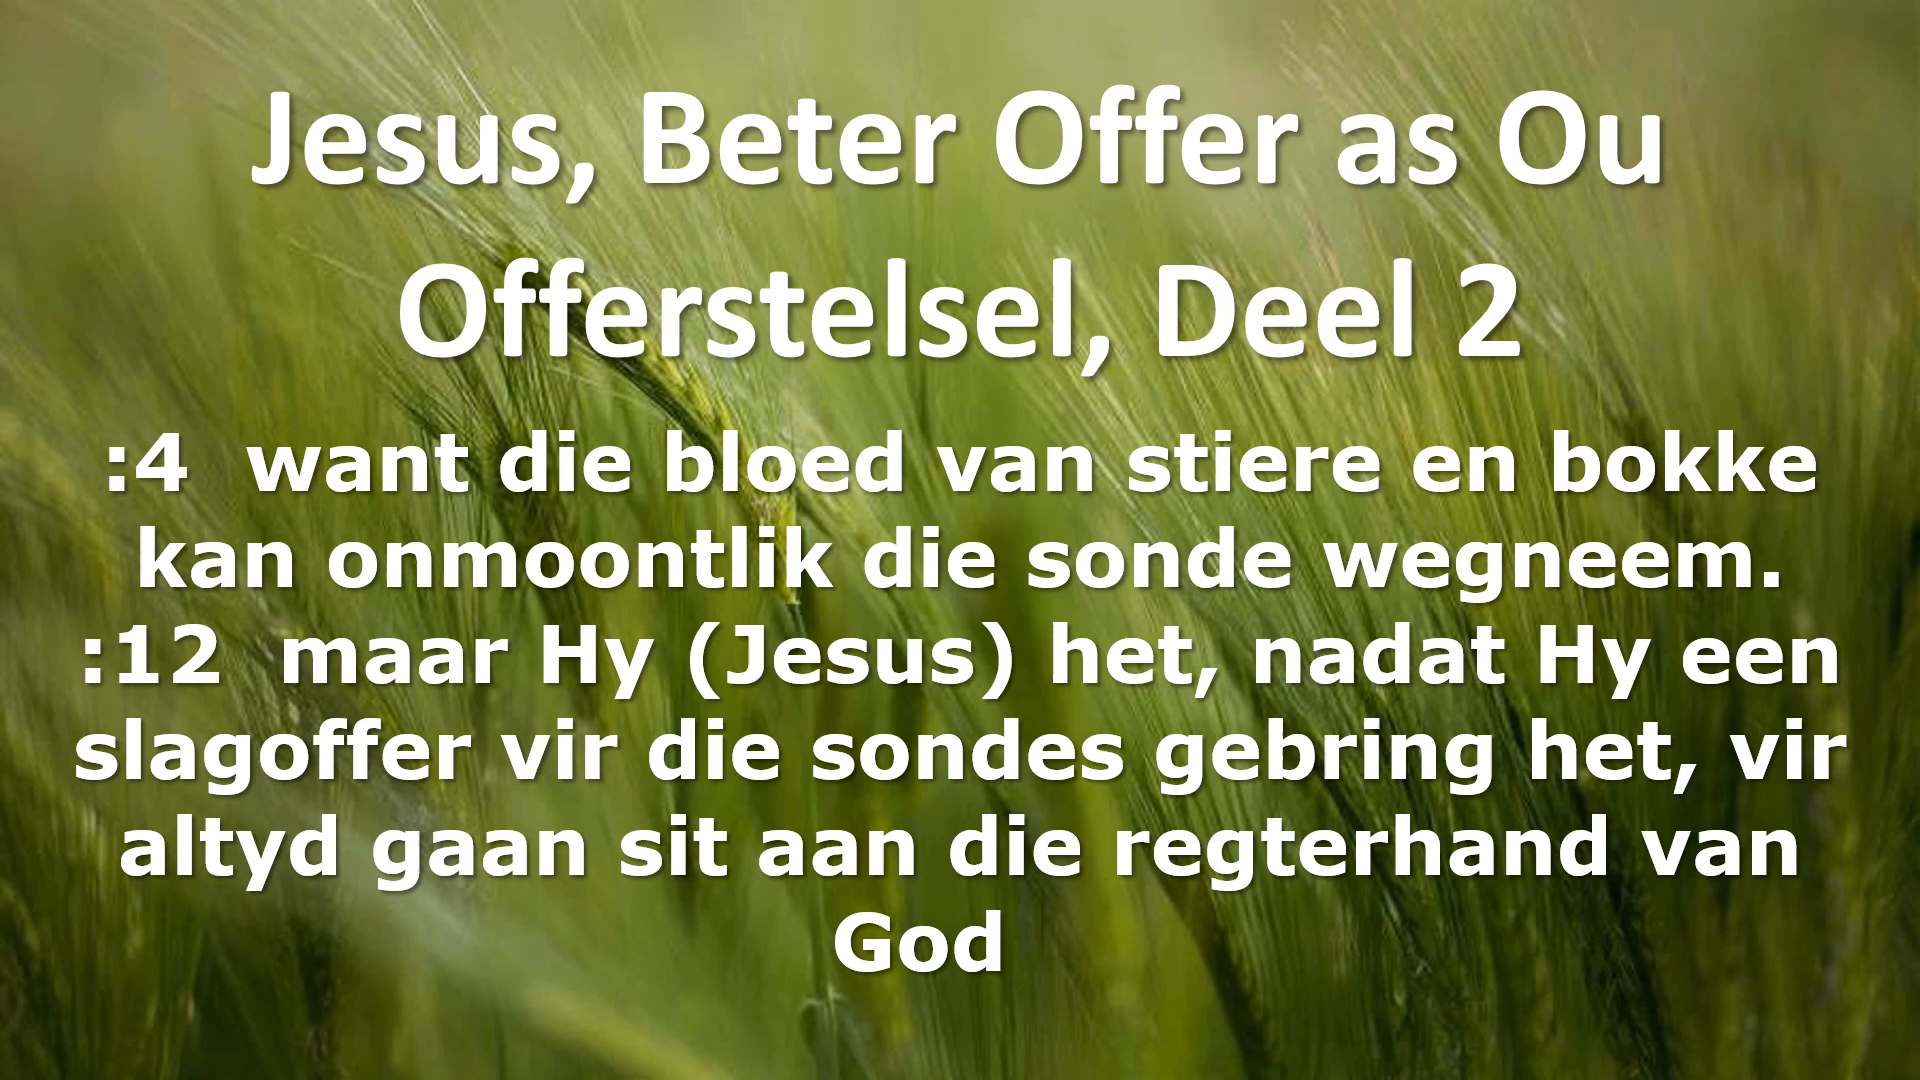 Jesus, Beter Offer as Ou
Offerstelsel, Deel 2
:4  want die bloed van stiere en bokke
kan onmoontlik die sonde wegneem.
:12  maar Hy (Jesus) het, nadat Hy een
slagoffer vir die sondes gebring het, vir
altyd gaan sit aan die regterhand van
God